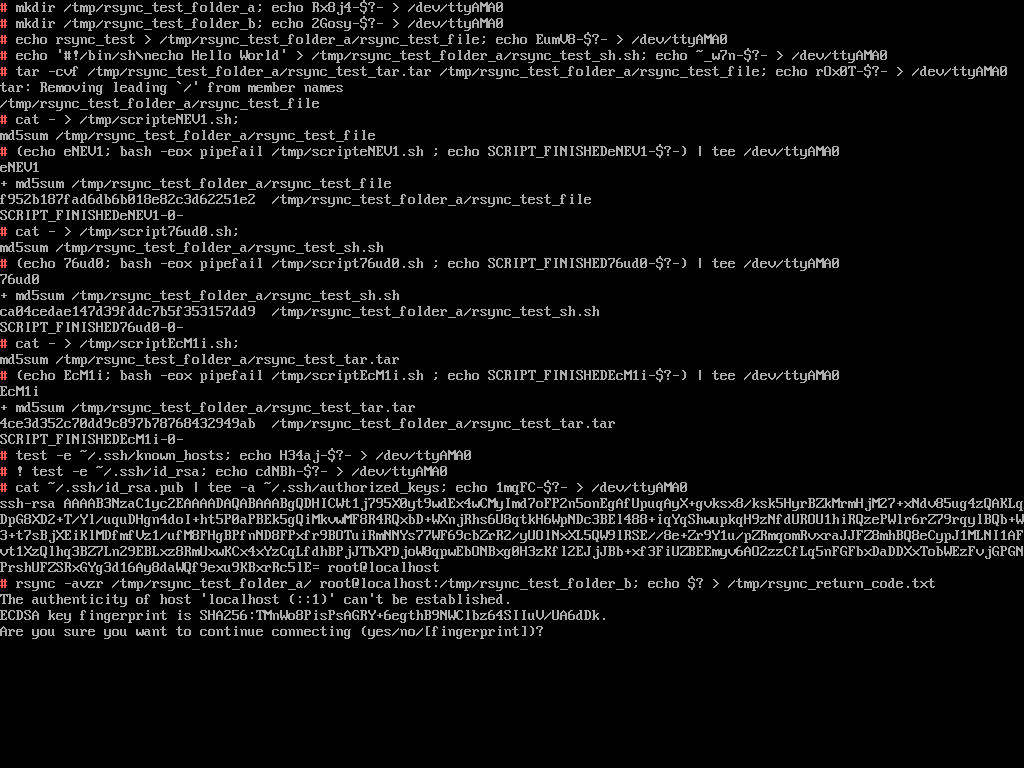 # mkdir /tmp/rsync_test_folder_a; echo Rx8j4-$?- > /dev/ttyAMA0
# mkdir /tmp/rsync_test_folder_b; echo 2Gosy-$?- > /dev/ttyAMA0
# echo rsync_test > /tmp/rsync_test_folder_a/rsync_test_file; echo EumV8-$?- > /dev/ttyAMA0
# echo '#!/bin/sh\necho Hello World' > /tmp/rsync_test_folder_a/rsync_test_sh.sh; echo ~_w7n-$?- > /dev/ttyAMA0
# tar -cvf /tmp/rsync_test_folder_a/rsync_test_tar.tar /tmp/rsync_test_folder_a/rsync_test_file; echo rOx0T-$?- > /dev/ttyAMA0
tar: Removing leading `/' from member names
/tmp/rsync_test_folder_a/rsync_test_file
# cat - > /tmp/scripteNEV1.sh;
md5sum /tmp/rsync_test_folder_a/rsync_test_file
# (echo eNEV1; bash -eox pipefail /tmp/scripteNEV1.sh ; echo SCRIPT_FINISHEDeNEV1-$?-) | tee /dev/ttyAMA0
eNEV1
+ md5sum /tmp/rsync_test_folder_a/rsync_test_file
f952b187fad6db6b018e82c3d62251e2  /tmp/rsync_test_folder_a/rsync_test_file
SCRIPT_FINISHEDeNEV1-0-
# cat - > /tmp/script76ud0.sh;
md5sum /tmp/rsync_test_folder_a/rsync_test_sh.sh
# (echo 76ud0; bash -eox pipefail /tmp/script76ud0.sh ; echo SCRIPT_FINISHED76ud0-$?-) | tee /dev/ttyAMA0
76ud0
+ md5sum /tmp/rsync_test_folder_a/rsync_test_sh.sh
ca04cedae147d39fddc7b5f353157dd9  /tmp/rsync_test_folder_a/rsync_test_sh.sh
SCRIPT_FINISHED76ud0-0-
# cat - > /tmp/scriptEcM1i.sh;
md5sum /tmp/rsync_test_folder_a/rsync_test_tar.tar
# (echo EcM1i; bash -eox pipefail /tmp/scriptEcM1i.sh ; echo SCRIPT_FINISHEDEcM1i-$?-) | tee /dev/ttyAMA0
EcM1i
+ md5sum /tmp/rsync_test_folder_a/rsync_test_tar.tar
4ce3d352c70dd9c897b78768432949ab  /tmp/rsync_test_folder_a/rsync_test_tar.tar
SCRIPT_FINISHEDEcM1i-0-
# test -e ~/.ssh/known_hosts; echo H34aj-$?- > /dev/ttyAMA0
# ! test -e ~/.ssh/id_rsa; echo cdNBh-$?- > /dev/ttyAMA0
# cat ~/.ssh/id_rsa.pub | tee -a ~/.ssh/authorized_keys; echo 1mqFC-$?- > /dev/ttyAMA0
ssh-rsa AAAAB3NzaC1yc2EAAAADAQABAAABgQDHICWt1j795X0yt9wdEx4wCMyImd7oFP2n5onEgAfUpuqAyX+gvksx8/ksk5HyrBZkMrmHjMZ7+xNdv85ug4zQAKLq
DpG8XD2+T/Yl/uquDHgn4doI+ht5P0aPBEk5gQiMkvwMF8R4RQxbD+WXnjRhs6U8qtkH6WpNDc3BEl488+iqYqShwupkqH9zNfdUROU1hiRQzePWlr6rZ79rqylBQb+W
3+t7sBjXEiKlMDfmfVz1/ufM8FHgBPfnND8FPxfr9BOTuiRmNNYs77WF69cbZrR2/yUOlNxXL5QW9lRSE//8e+Zr9Y1u/pZRmqomRvxraJJFZ8mhBQ8eCypJ1MLNI1AF
vt1XzQlhq3BZ7Ln29EBLxz8RmUxwKCx4xYzCqLfdhBPjJTbXPDjoW8qpwEbONBxg0H3zKfl2EJjJBb+xf3FiUZBEEmyv6AO2zzCfLq5nFGFbxDaDDXxTobWEzFvjGPGN
PrshUFZSRxGYg3d16Ay8daWQf9exu9KBxrRc5lE= root@localhost
# rsync -avzr /tmp/rsync_test_folder_a/ root@localhost:/tmp/rsync_test_folder_b; echo $? > /tmp/rsync_return_code.txt
The authenticity of host 'localhost (::1)' can't be established.
ECDSA key fingerprint is SHA256:TMnWo8PisPsAGRY+6egthB9NWClbz64SIIuV/UA6dDk.
Are you sure you want to continue connecting (yes/no/[fingerprint])?